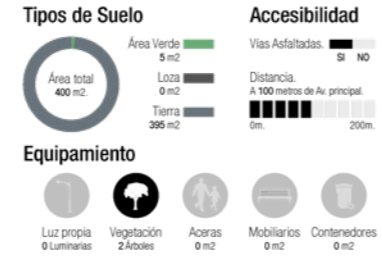 Tipos de Suelo
Área total
400 m2.
Área Verde
5 m2
Loza
0 m2
Tierra
395 m2
Accesibilidad
Vías Asfaltadas.
SI NO
Distancia.
A 100 metros de Av. principal.
0m. 200m.
Equipamiento
Luz propia
0 Luminarias
Vegetación
2 Árboles
Aceras
0 m2
Mobiliarios
0 m2
Contenedores
0 m2